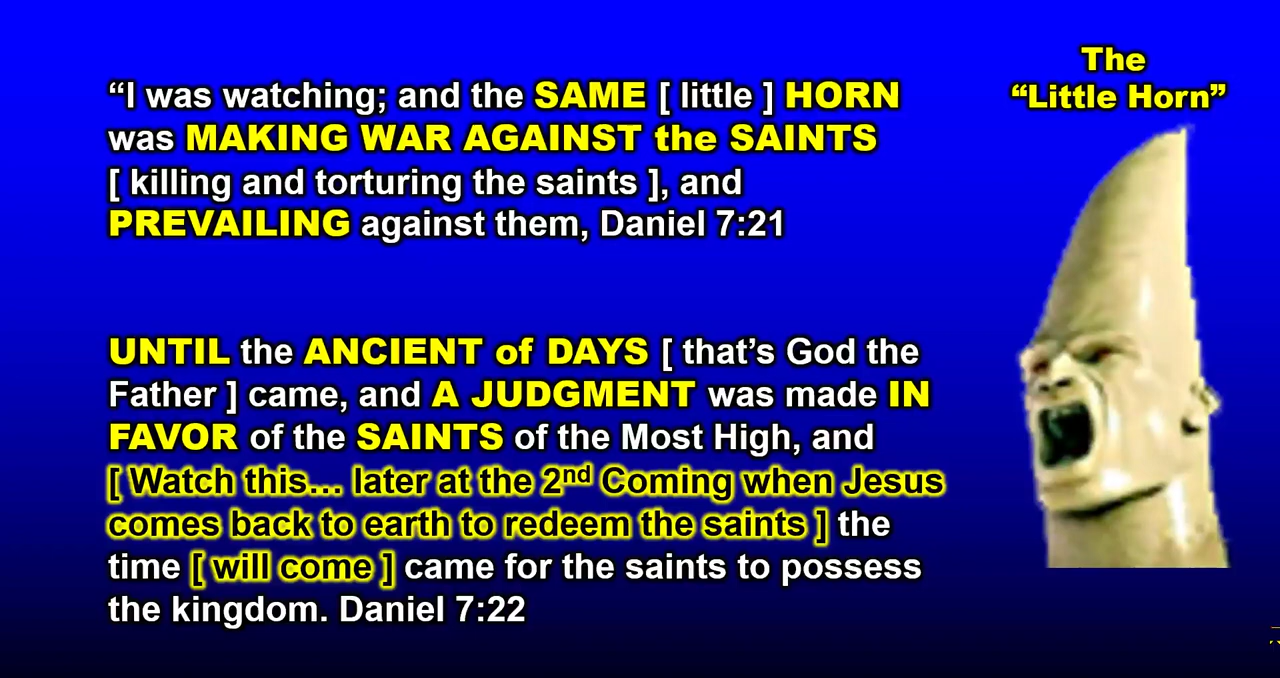 “I was watching; and the SAME [ little ] HORN
was MAKING WAR AGAINST the SAINTS
[ killing and torturing the saints ], and
PREVAILING against them, Daniel 7:21
UNTIL the ANCIENT of DAYS [ that’s God the
Father ] came, and A JUDGMENT was made IN
FAVOR of the SAINTS of the Most High, and
[ Watch this… later at the 2nd Coming when Jesus
comes back to earth to redeem the saints ] the
time [ will come ] came for the saints to possess
the kingdom. Daniel 7:22
The
“Little Horn”